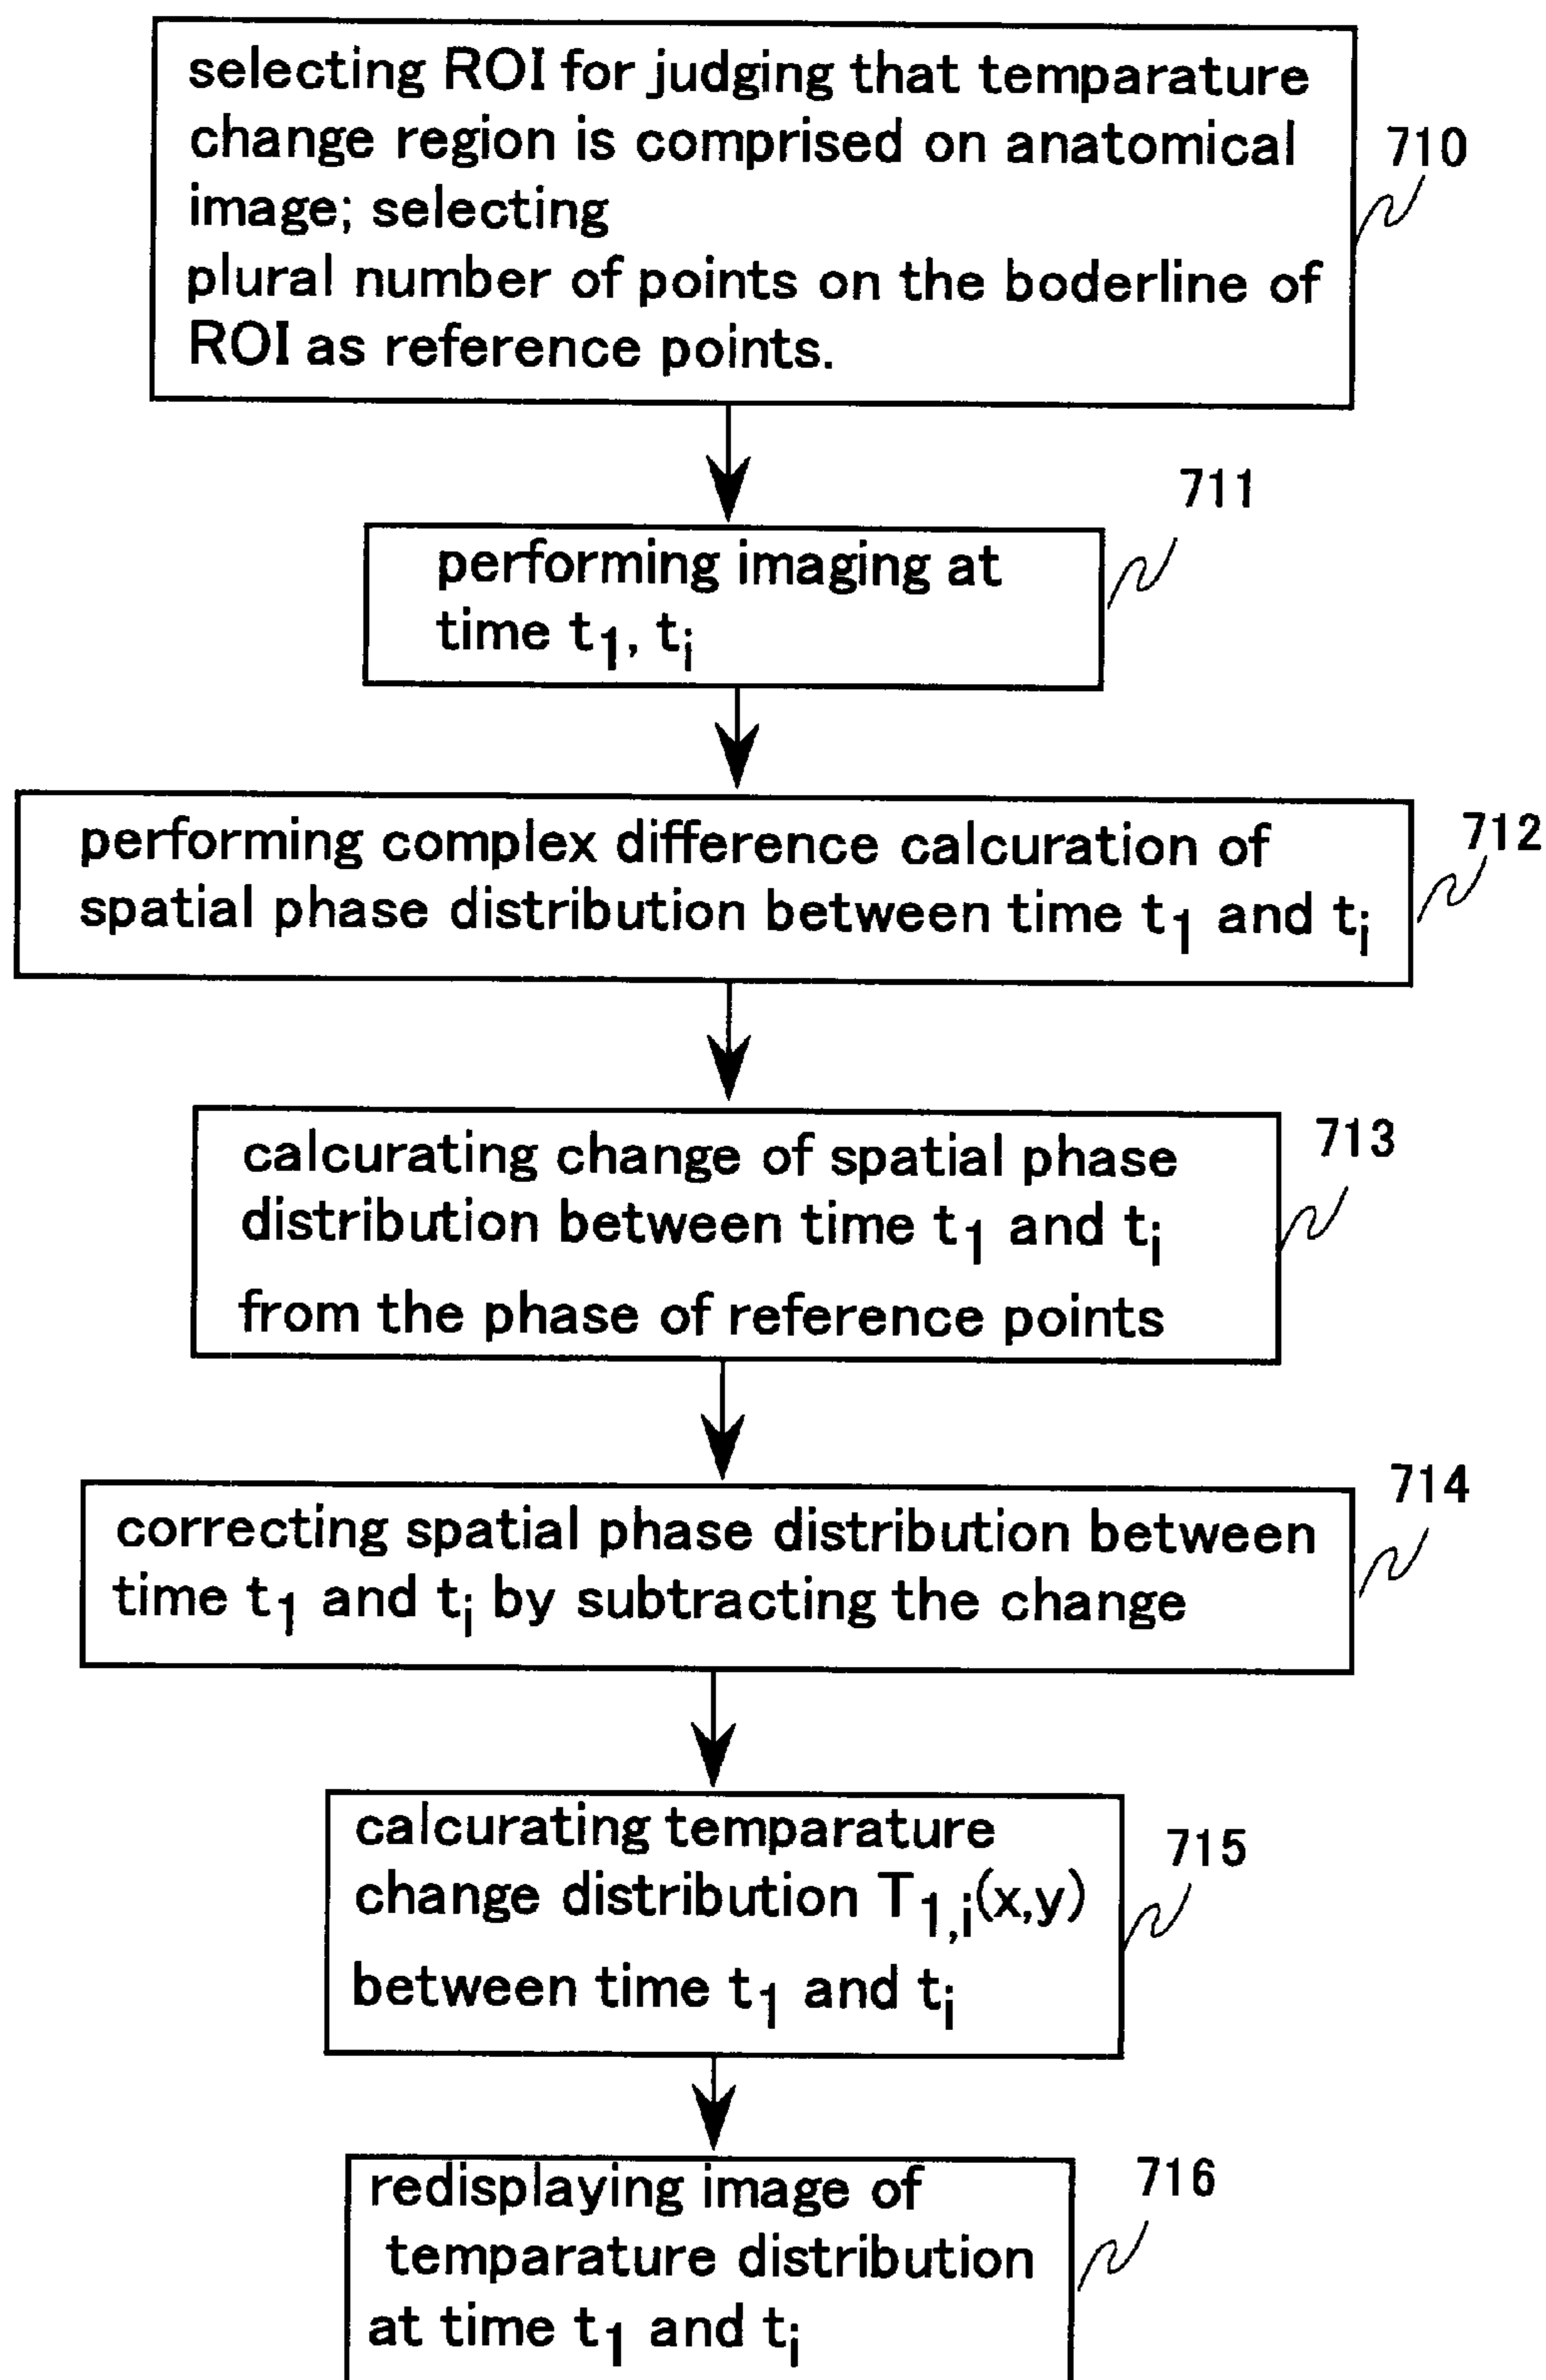 selecting ROI for judging that temparature
change region is comprised on anatomical
image; selecting
plural number of points on the boderline of
ROI as reference points.
710
711
performing imaging at
time t1, ti
712
performing complex difference calcuration of
spatial phase distribution between time t1 and ti
713
calcurating change of spatial phase
distribution between time t1 and ti
from the phase of reference points
714
correcting spatial phase distribution between
time t1 and ti by subtracting the change
715
calcurating temparature
change distribution T1,i(x,y)
between time t1 and ti
716
redisplaying image of
temparature distribution
at time t1 and ti